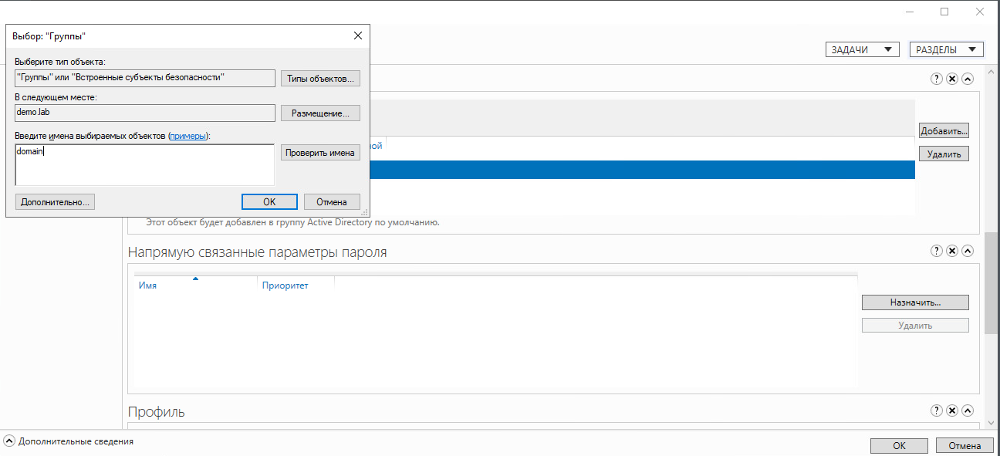 Выбор: "Группы"
Выберите тип объекта:
"Группы" или "Встроенные субъекты безопасности"
Типы объектов...
В следующем месте:
demo.lab
Размещение...
Введите имена выбираемых объектов (примеры):
domain
Проверить имена
Дополнительно...
OK
Отмена
ЗАДАЧИ
РАЗДЕЛЫ
ной
Добавить...
Удалить
Этот объект будет добавлен в группу Active Directory по умолчанию.
Напрямую связанные параметры пароля
Имя
Приоритет
Назначить...
Удалить
Профиль
Дополнительные сведения
OK
Отмена